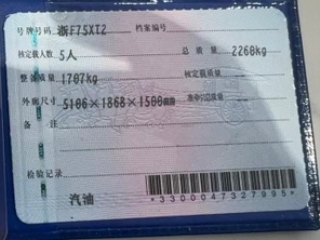 号牌号码 浙F75XT2 档案编号
核定载人数 5人 总质量 2260kg
整备质量 1707kg 核定载质量
外廓尺寸 5106×1868×1500mm 准牵引总质量
备注
检验记录
汽油
*3300047327995*